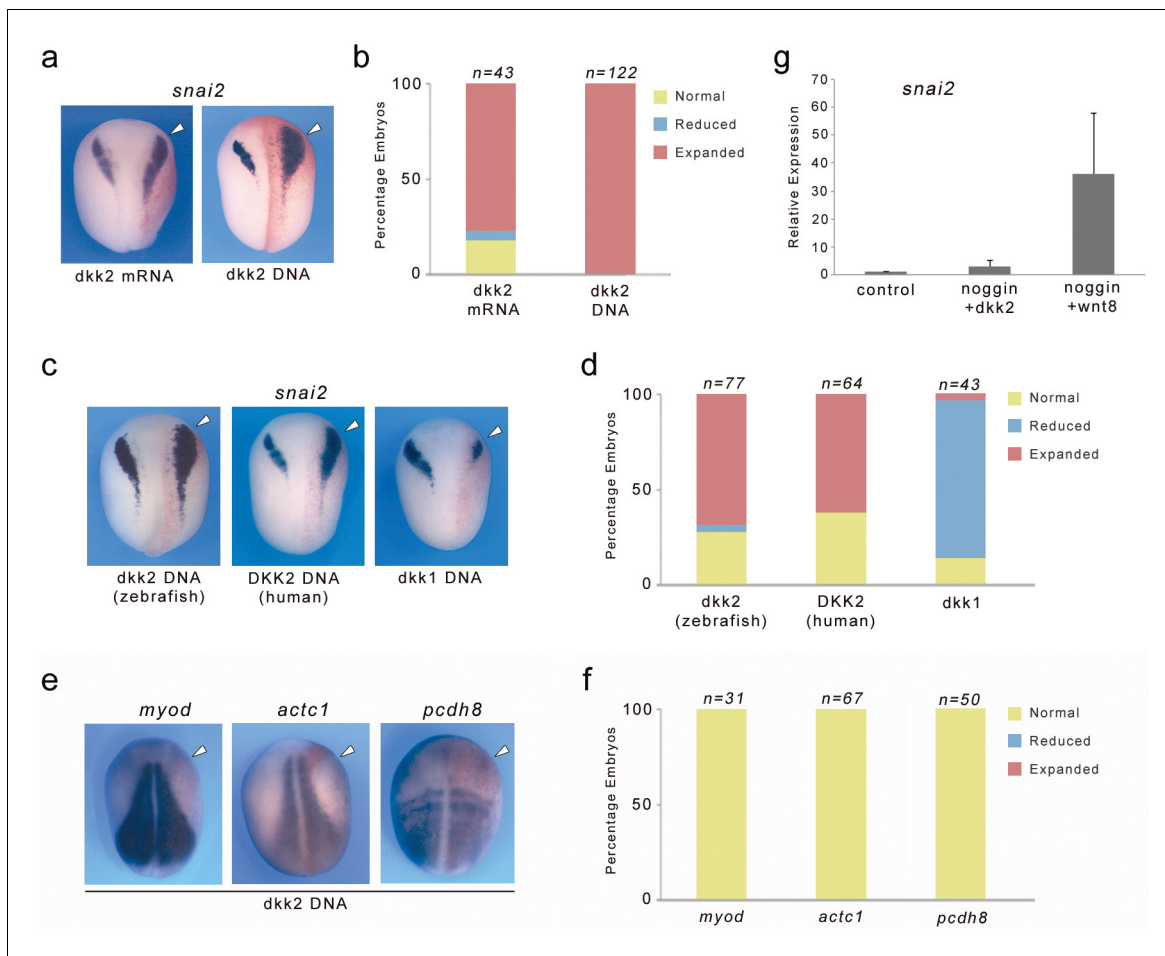 a
snai2
dkk2 mRNA
dkk2 DNA
b
n=43
n=122
100
50
0
Percentage Embryos
dkk2
mRNA
dkk2
DNA
Normal
Reduced
Expanded
g
snai2
70
60
50
40
30
20
10
0
Relative Expression
control
noggin
+dkk2
noggin
+wnt8
c
snai2
dkk2 DNA
(zebrafish)
DKK2 DNA
(human)
dkk1 DNA
d
n=77
n=64
n=43
100
50
0
Percentage Embryos
dkk2
(zebrafish)
DKK2
(human)
dkk1
Normal
Reduced
Expanded
e
myod
actc1
pcdh8
dkk2 DNA
f
n=31
n=67
n=50
100
50
0
Percentage Embryos
myod
actc1
pcdh8
Normal
Reduced
Expanded